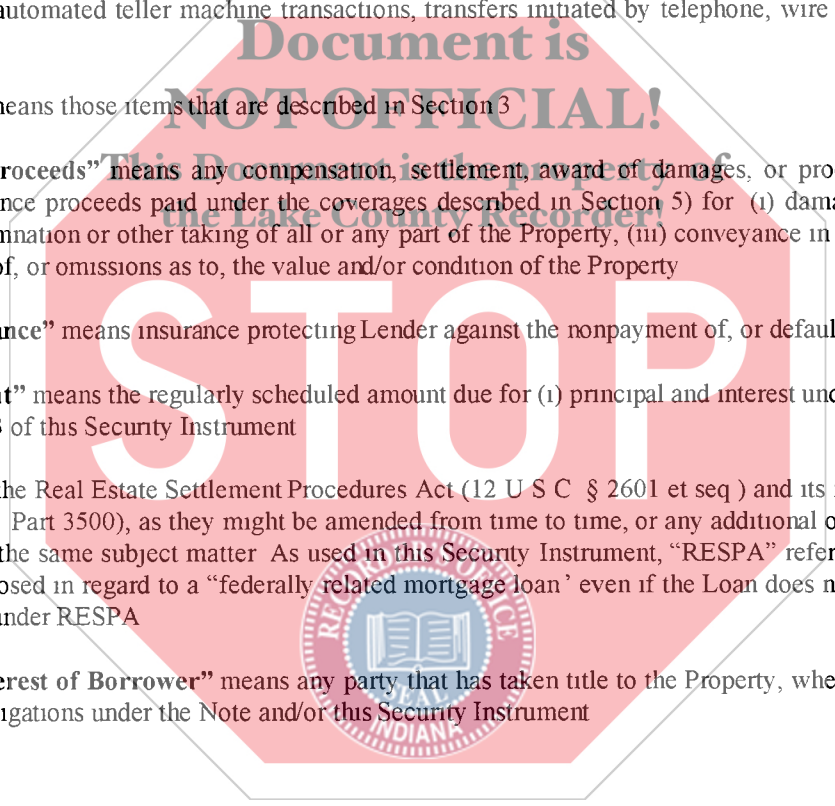 automated teller machine transactions, transfers initiated by telephone, wire
Document is
NOT OFFICIAL!
means those items that are described in Section 3
This Document is the property of
roceeds” means any compensation, settlement, award of damages, or pro
nce proceeds paid under the coverages described in Section 5) for (i) dama
the Lake County Recorder!
mnation or other taking of all or any part of the Property, (iii) conveyance in
of, or omissions as to, the value and/or condition of the Property
STOP
ance” means insurance protecting Lender against the nonpayment of, or defaul
nt” means the regularly scheduled amount due for (i) principal and interest und
3 of this Security Instrument
the Real Estate Settlement Procedures Act (12 U S C § 2601 et seq ) and its
Part 3500), as they might be amended from time to time, or any additional o
the same subject matter As used in this Security Instrument, “RESPA” refer
osed in regard to a “federally related mortgage loan’ even if the Loan does n
under RESPA
RECORDER'S OFFICE
SEAL
INDIANA
erest of Borrower” means any party that has taken title to the Property, whe
igations under the Note and/or this Security Instrument